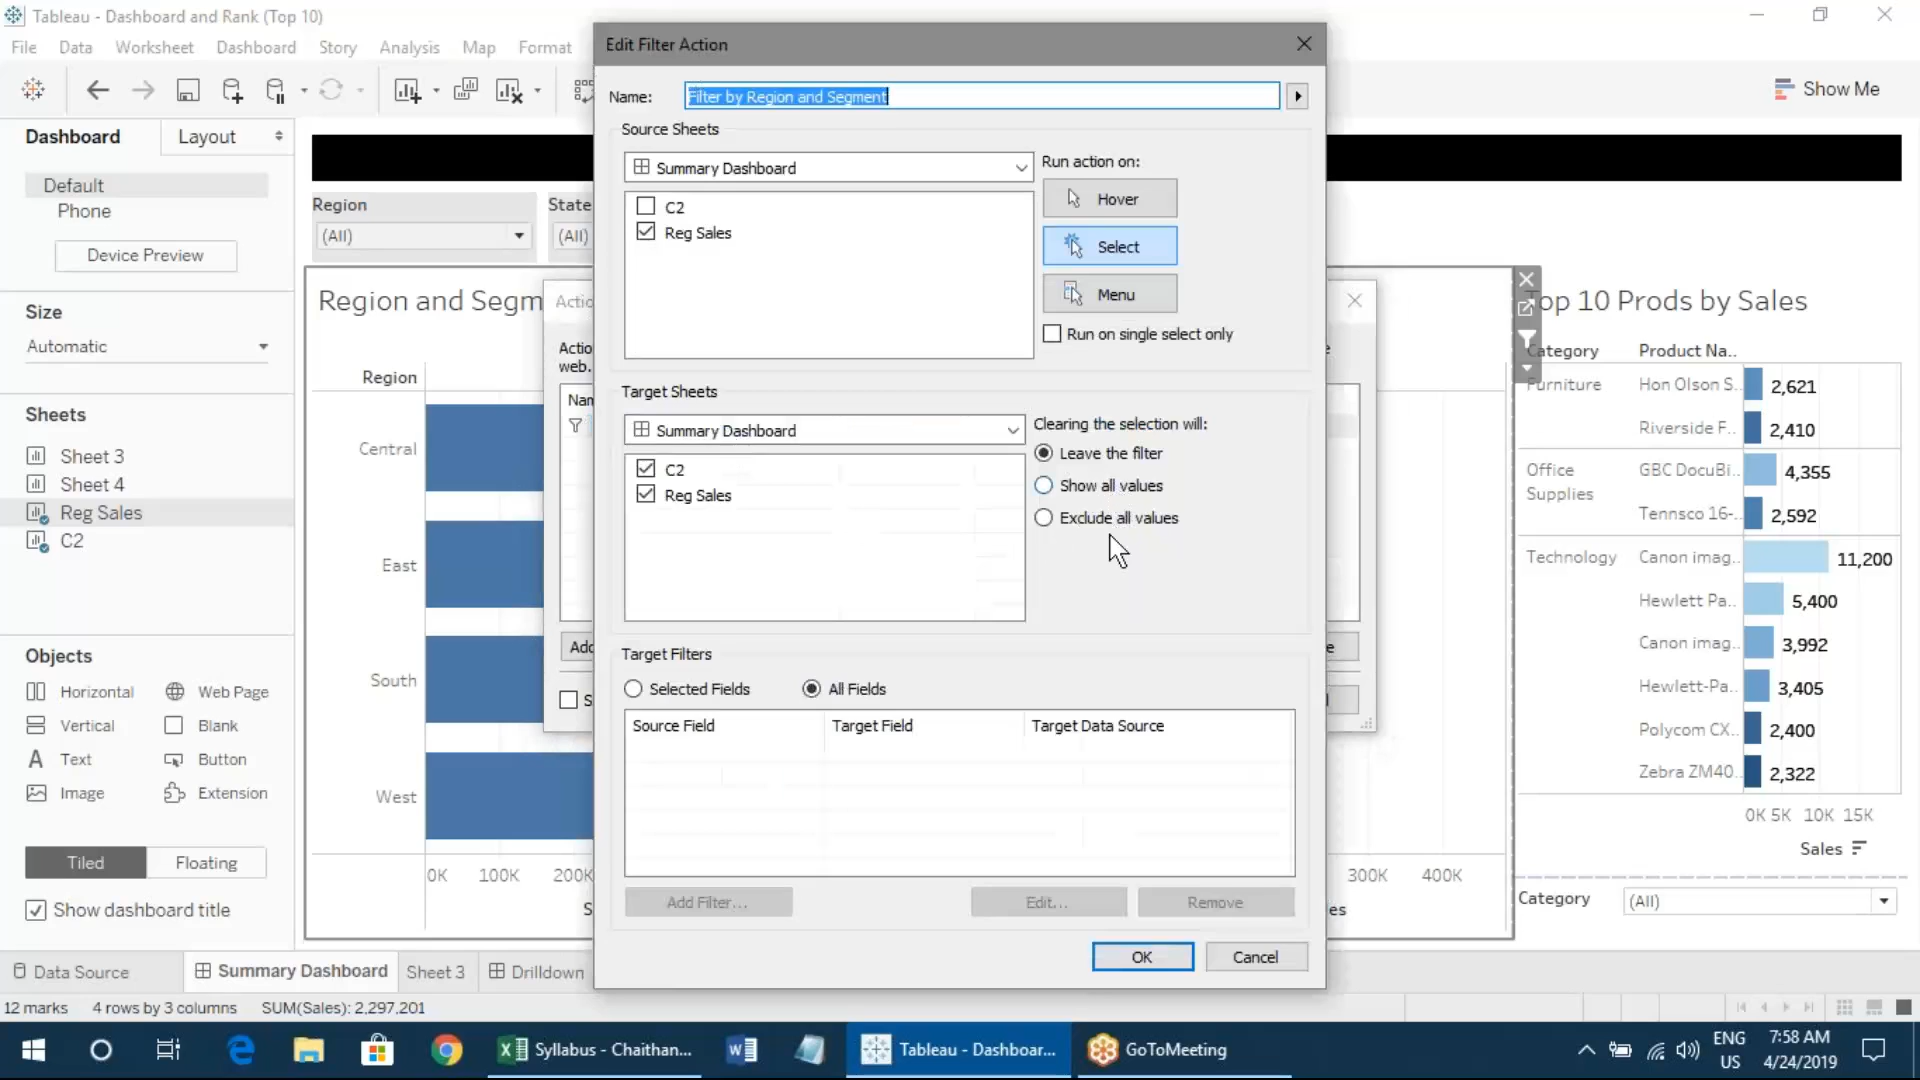 Tableau - Dashboard and Rank (Top 10)
File Data Worksheet Dashboard Story Analysis Map Format
Show Me
Dashboard Layout
Default
Phone
Device Preview
Size
Automatic
Sheets
Sheet 3
Sheet 4
Reg Sales
C2
Objects
Horizontal Web Page
Vertical Blank
Text Button
Image Extension
Tiled Floating
Show dashboard title
Region State
(All) (All)
Region and Segm
Region
Central
East
South
West
0K 100K 200K 300K 400K
Edit Filter Action
Name: Filter by Region and Segment
Source Sheets
Summary Dashboard
C2
Reg Sales
Run action on:
Hover
Select
Menu
Run on single select only
Target Sheets
Summary Dashboard
C2
Reg Sales
Clearing the selection will:
Leave the filter
Show all values
Exclude all values
Target Filters
Selected Fields All Fields
Source Field Target Field Target Data Source
Add Filter... Edit... Remove
OK Cancel
Top 10 Prods by Sales
Category Product Na..
Furniture Hon Olson S.. 2,621
Riverside F.. 2,410
Office Supplies GBC DocuBi.. 4,355
Tennsco 16-.. 2,592
Technology Canon imag.. 11,200
Hewlett Pa.. 5,400
Canon imag.. 3,992
Hewlett-Pa.. 3,405
Polycom CX.. 2,400
Zebra ZM40.. 2,322
0K 5K 10K 15K
Sales
Category (All)
Data Source Summary Dashboard Sheet 3 Drilldown
12 marks 4 rows by 3 columns SUM(Sales): 2,297,201
Syllabus - Chaithan... Tableau - Dashboar... GoToMeeting
ENG
US
7:58 AM
4/24/2019